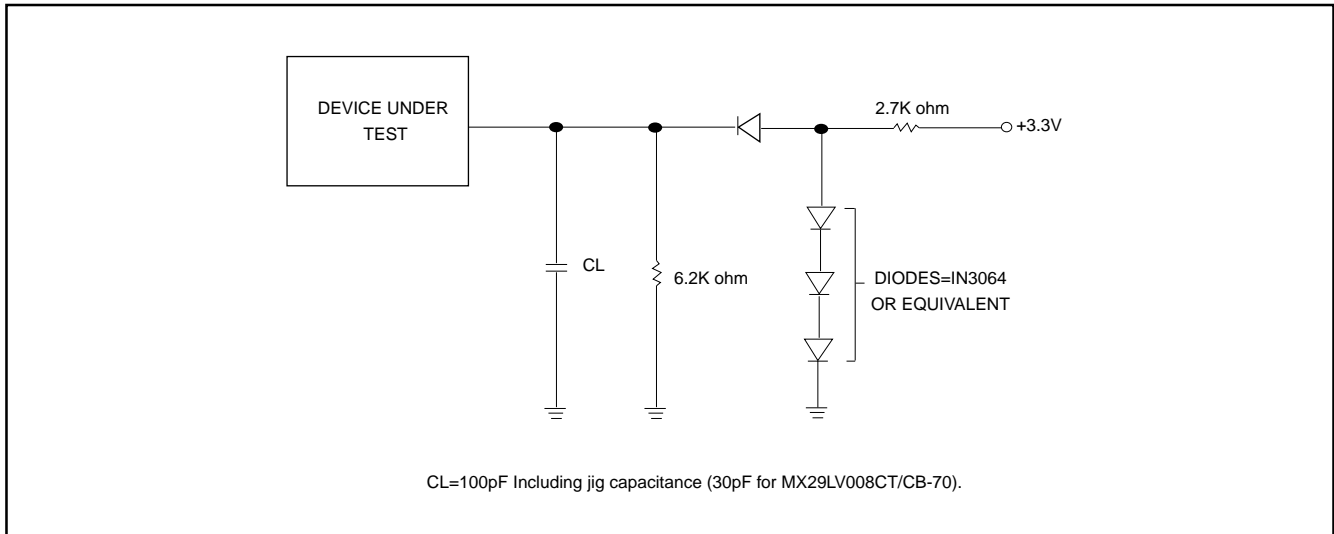 DEVICE UNDER
TEST
2.7K ohm
+3.3V
CL
6.2K ohm
DIODES=IN3064
OR EQUIVALENT
CL=100pF Including jig capacitance (30pF for MX29LV008CT/CB-70).